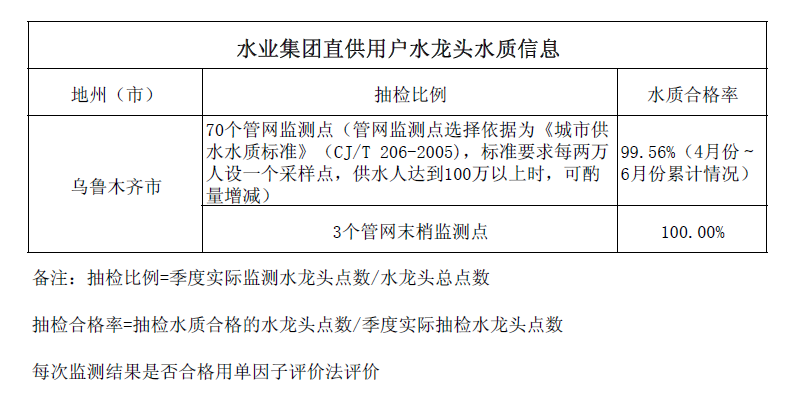 水业集团直供用户水龙头水质信息
地州（市）
抽检比例
水质合格率
乌鲁木齐市
70个管网监测点（管网监测点选择依据为《城市供
水水质标准》（CJ/T 206-2005），标准要求每两万
人设一个采样点，供水人达到100万以上时，可酌
量增减）
99.56%（4月份～
6月份累计情况）
3个管网末梢监测点
100.00%
备注：抽检比例=季度实际监测水龙头点数/水龙头总点数
抽检合格率=抽检水质合格的水龙头点数/季度实际抽检水龙头点数
每次监测结果是否合格用单因子评价法评价